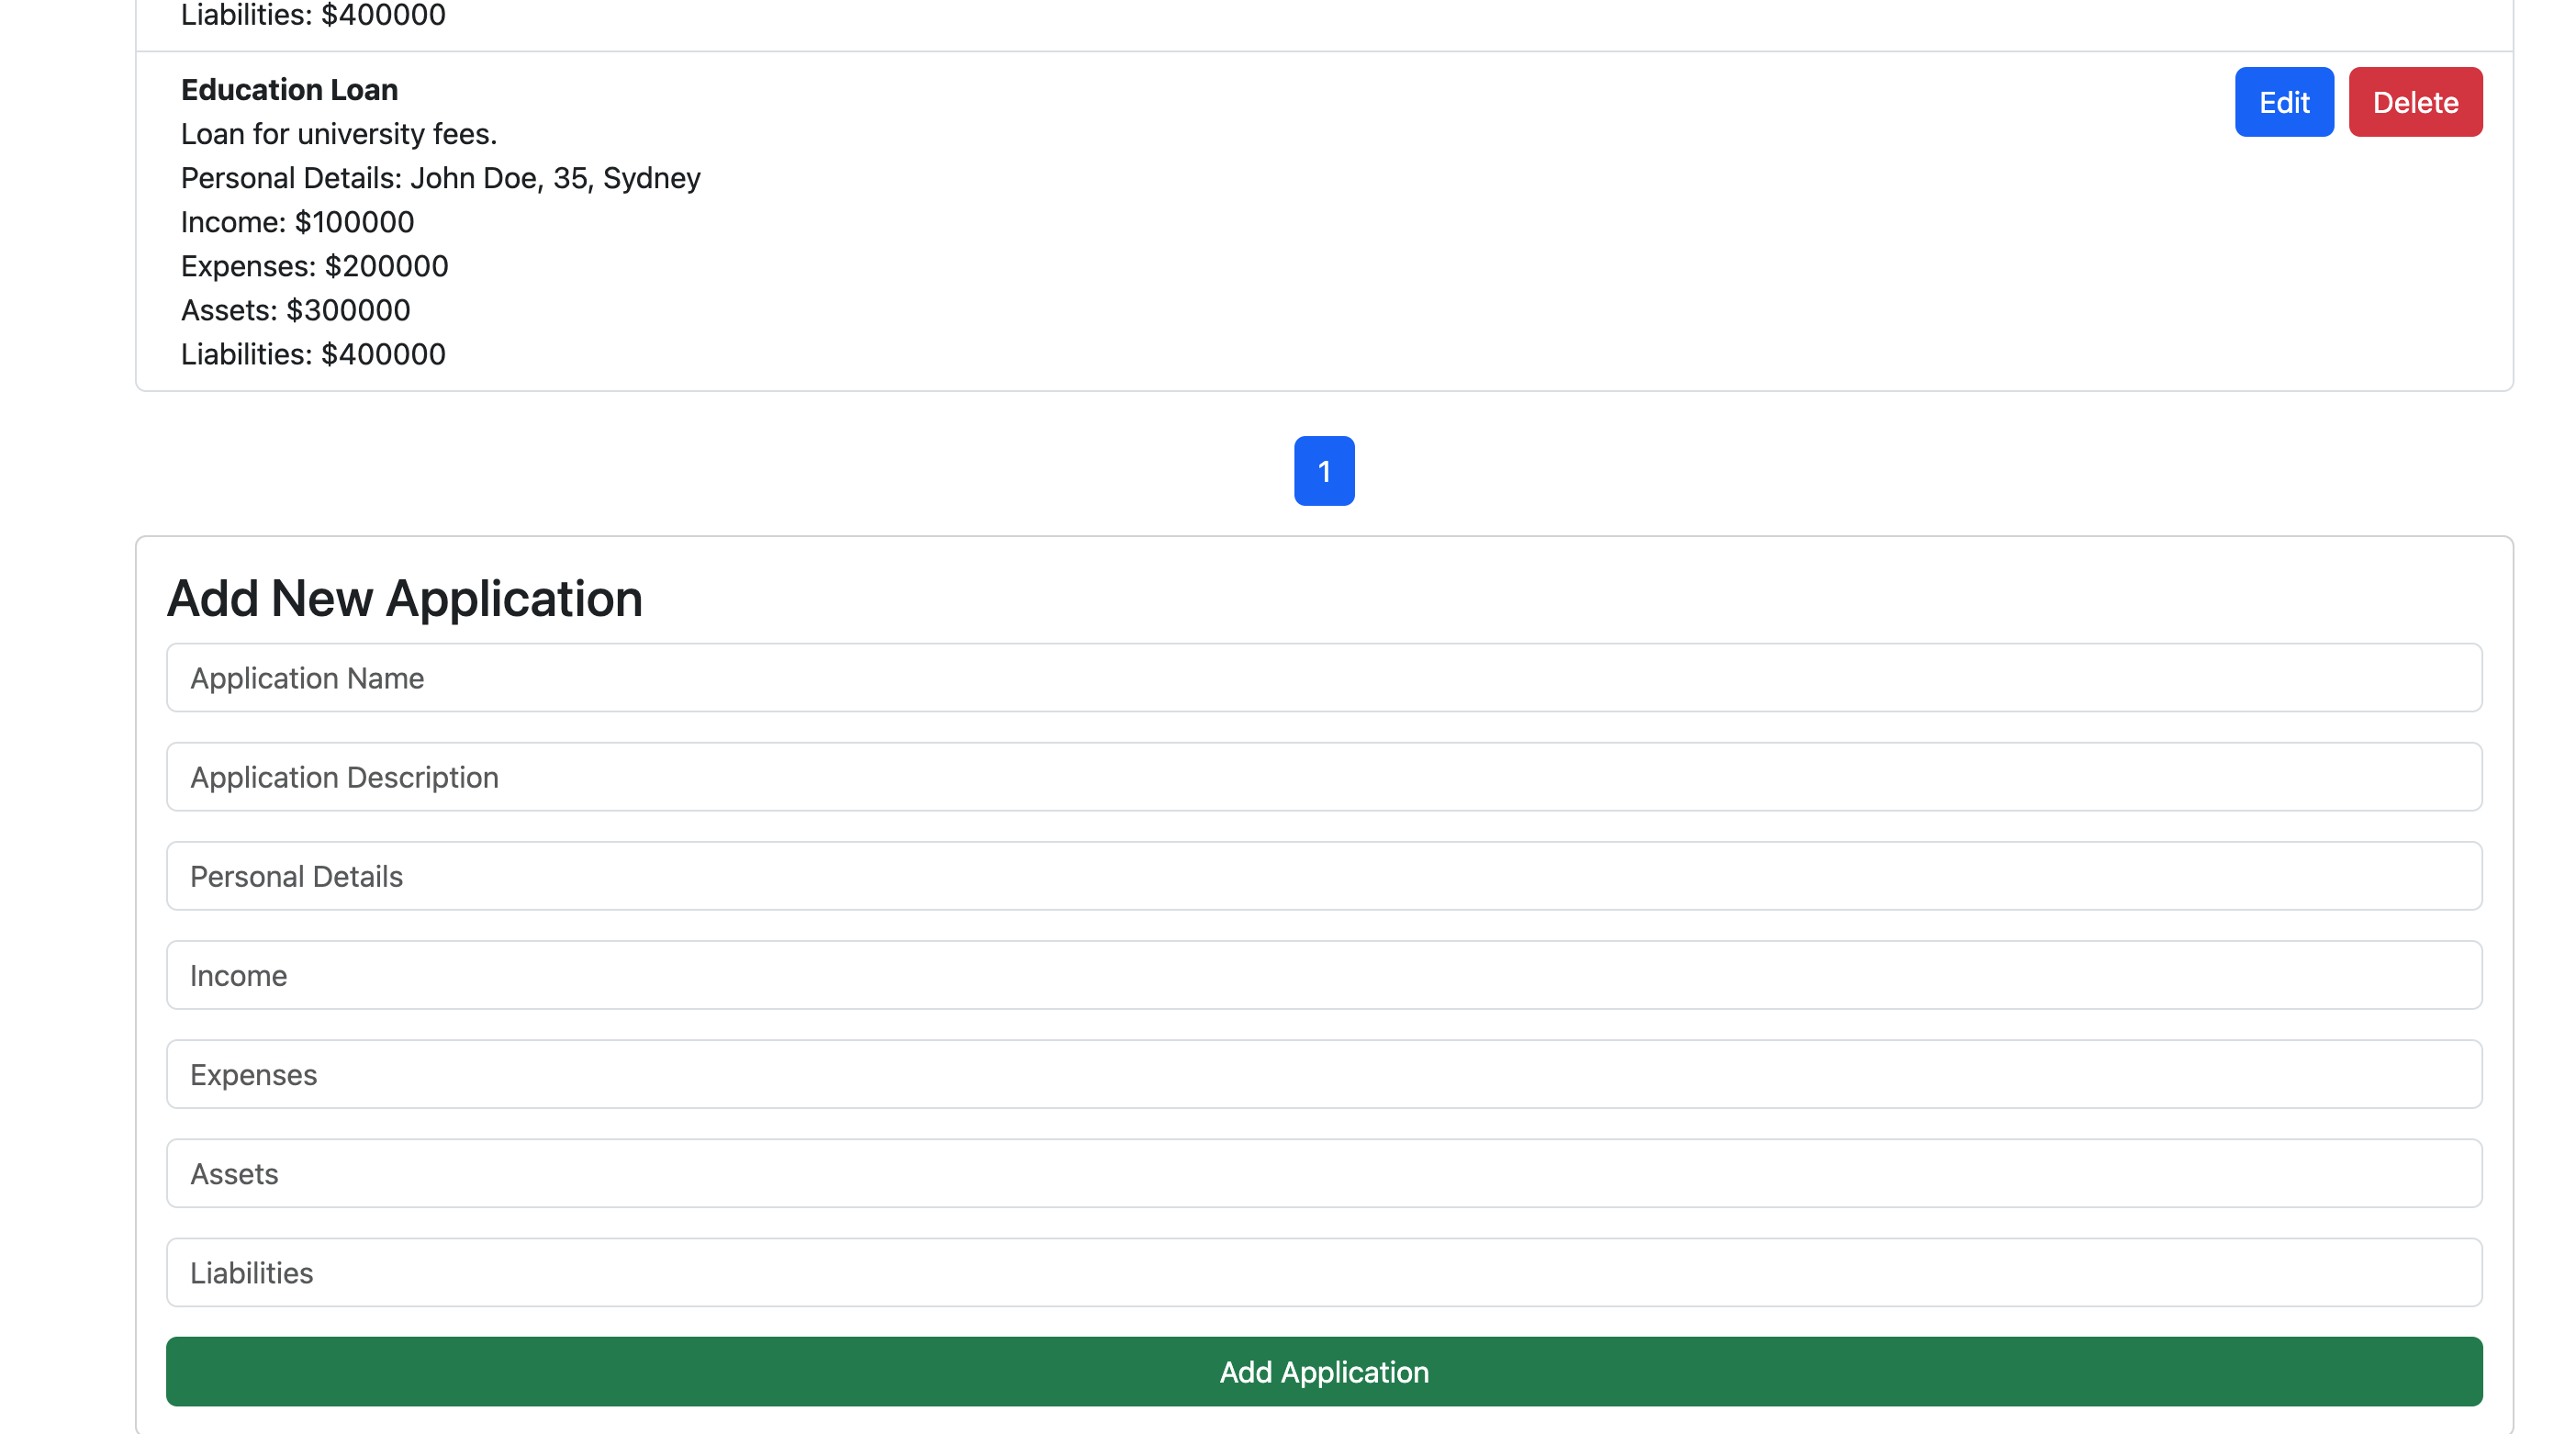 Liabilities: $400000
Education Loan
Edit
Delete
Loan for university fees.
Personal Details: John Doe, 35, Sydney
Income: $100000
Expenses: $200000
Assets: $300000
Liabilities: $400000
1
Add New Application
Application Name
Application Description
Personal Details
Income
Expenses
Assets
Liabilities
Add Application